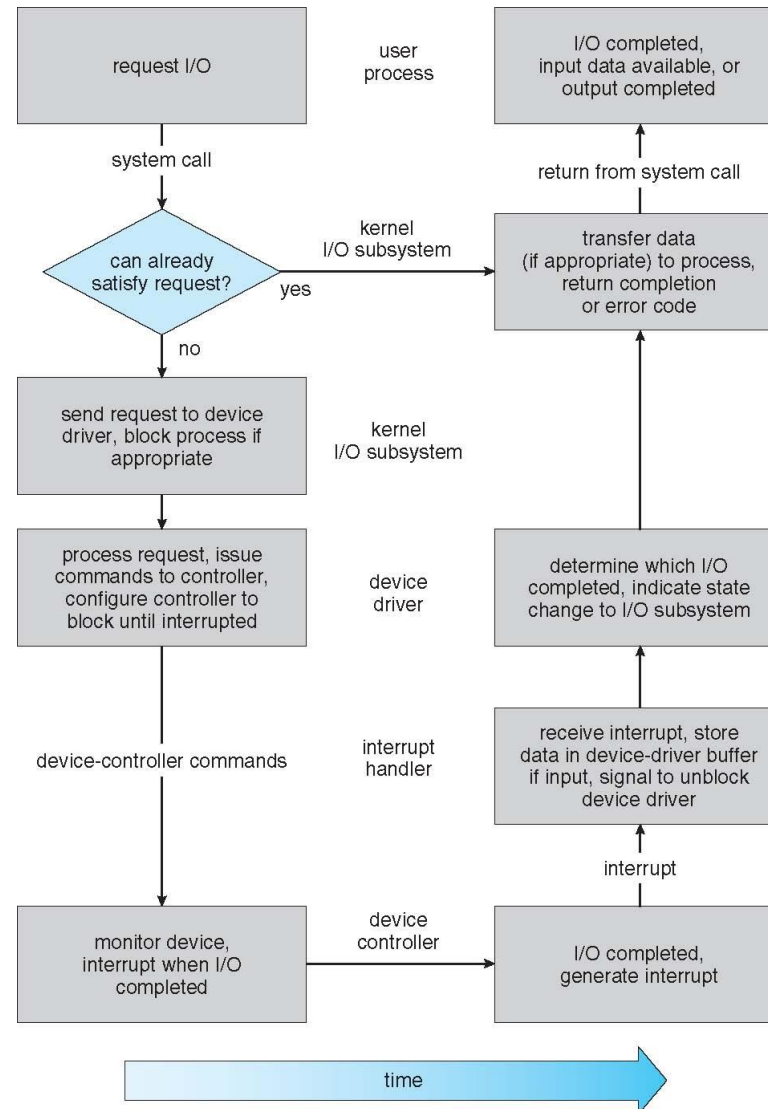 request I/O
user
process
I/O completed,
input data available, or
output completed
system call
return from system call
can already
satisfy request?
yes
no
kernel
I/O subsystem
transfer data
(if appropriate) to process,
return completion
or error code
send request to device
driver, block process if
appropriate
kernel
I/O subsystem
process request, issue
commands to controller,
configure controller to
block until interrupted
device
driver
determine which I/O
completed, indicate state
change to I/O subsystem
device-controller commands
interrupt
handler
receive interrupt, store
data in device-driver buffer
if input, signal to unblock
device driver
interrupt
monitor device,
interrupt when I/O
completed
device
controller
I/O completed,
generate interrupt
time